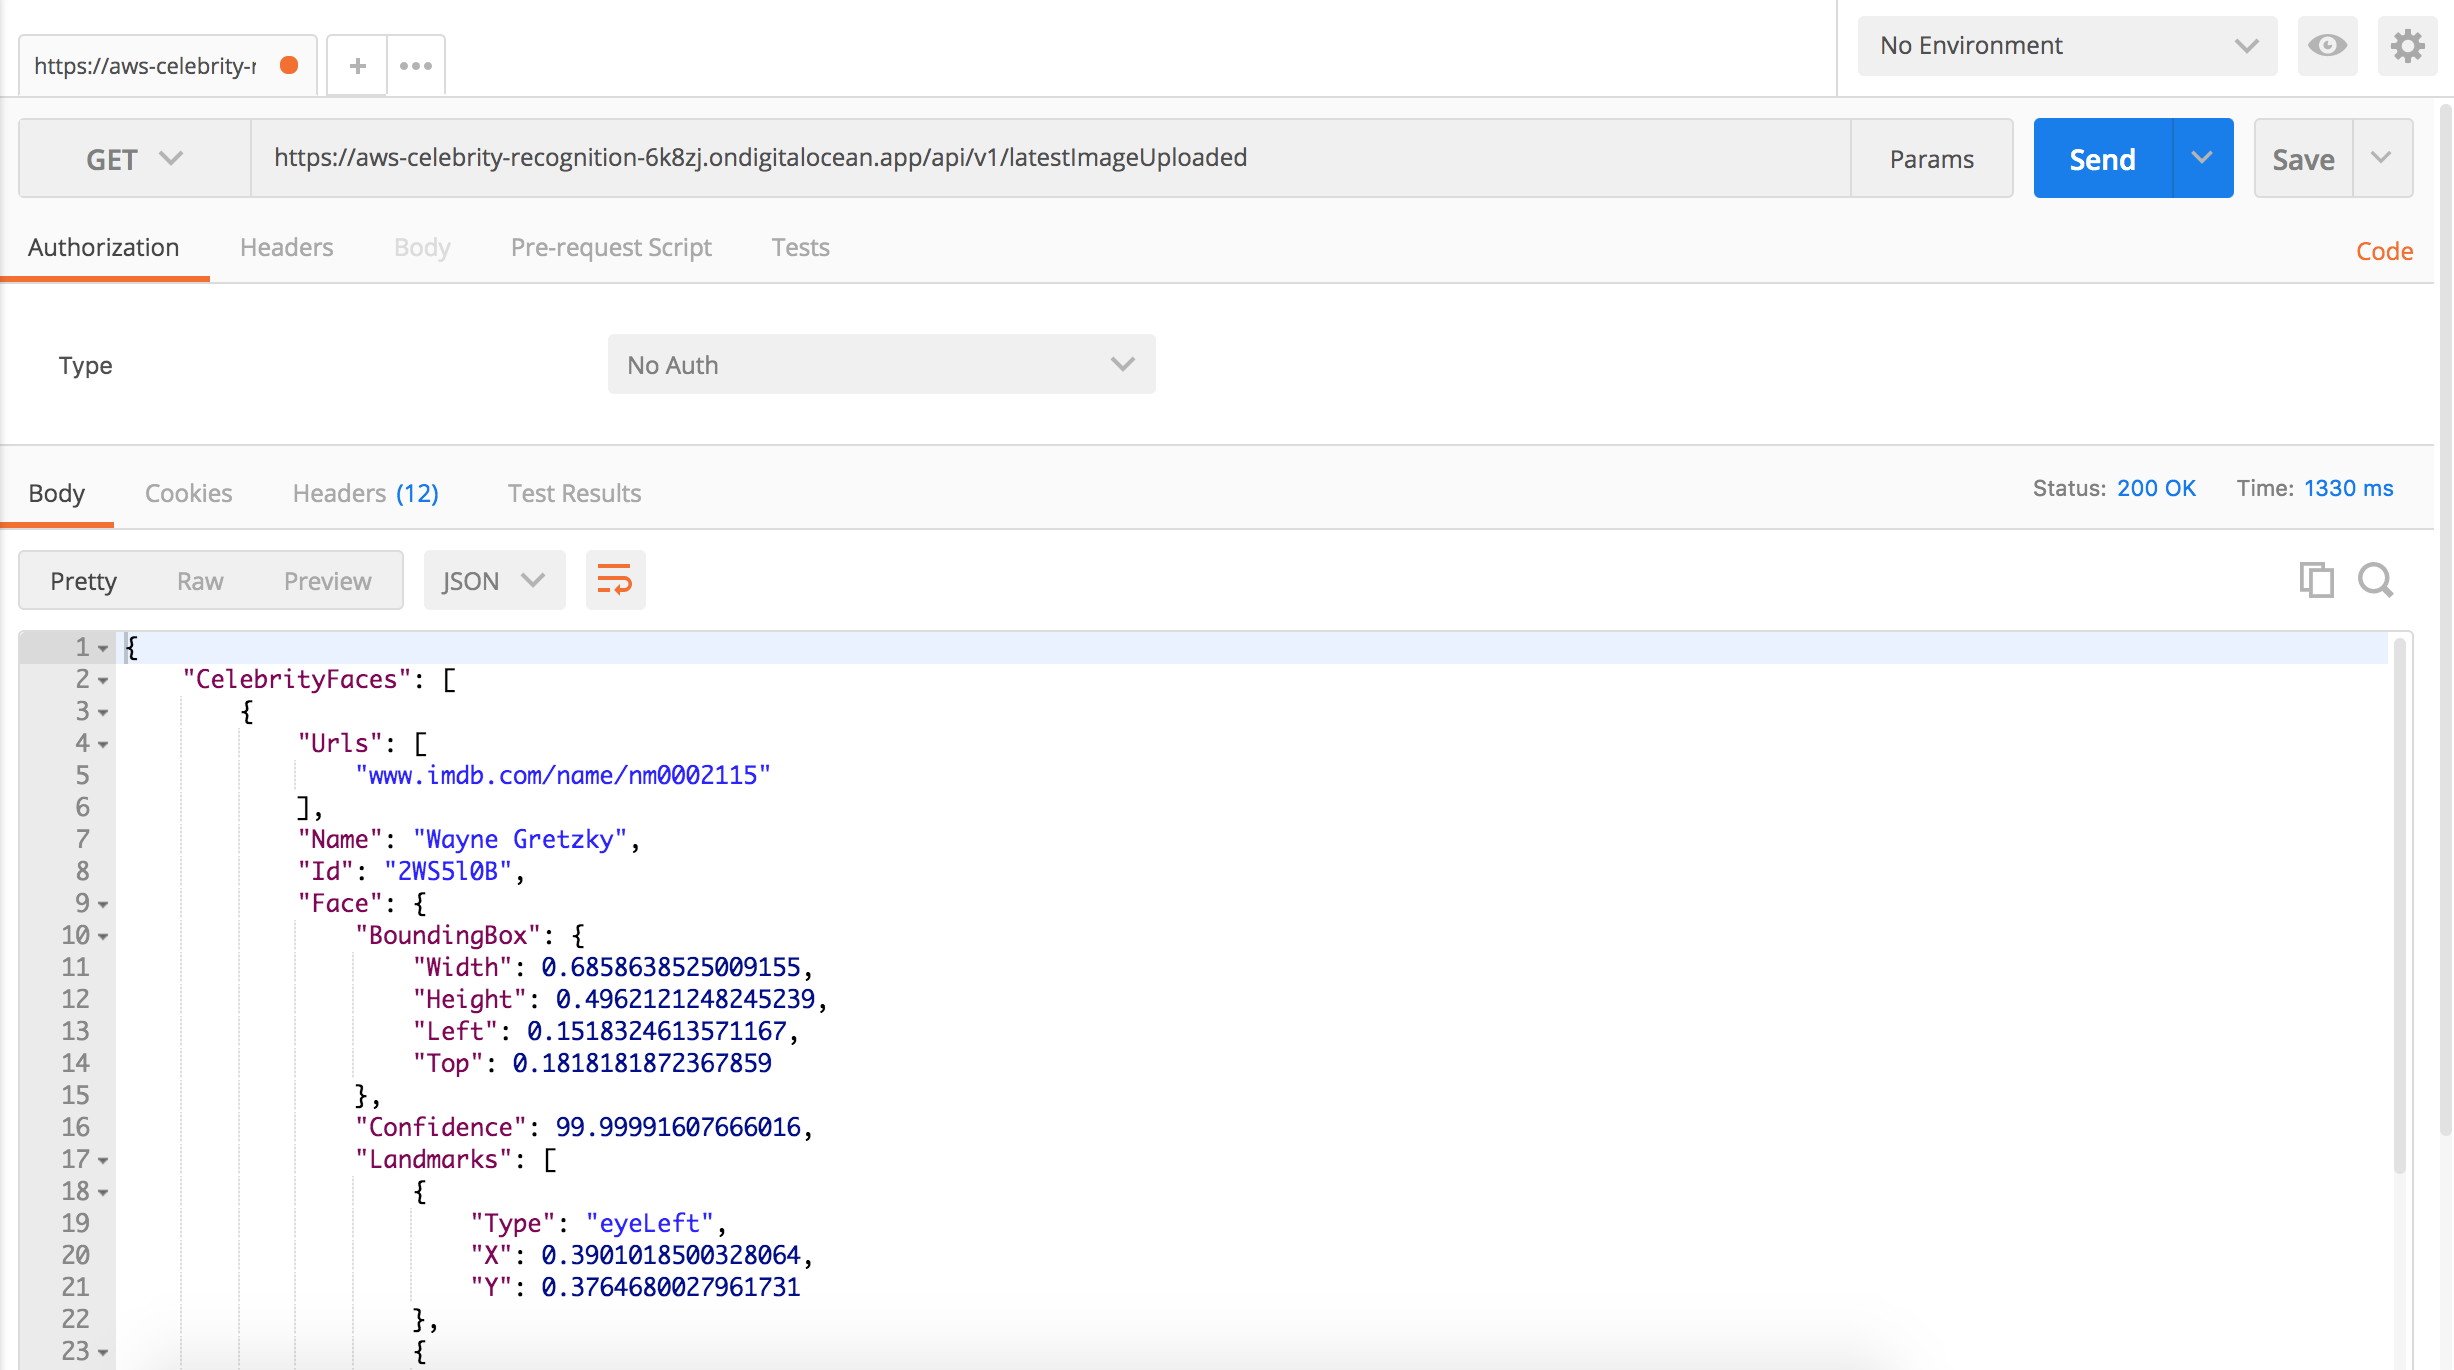 https://aws-celebrity-r
No Environment
GET https://aws-celebrity-recognition-6k8zj.ondigitalocean.app/api/v1/latestImageUploaded Params Send Save
Authorization Headers Body Pre-request Script Tests Code
Type No Auth
Body Cookies Headers (12) Test Results Status: 200 OK Time: 1330 ms
Pretty Raw Preview JSON
1 {
2 "CelebrityFaces": [
3 {
4 "Urls": [
5 "www.imdb.com/name/nm0002115"
6 ],
7 "Name": "Wayne Gretzky",
8 "Id": "2WS5l0B",
9 "Face": {
10 "BoundingBox": {
11 "Width": 0.6858638525009155,
12 "Height": 0.4962121248245239,
13 "Left": 0.1518324613571167,
14 "Top": 0.1818181872367859
15 },
16 "Confidence": 99.99991607666016,
17 "Landmarks": [
18 {
19 "Type": "eyeLeft",
20 "X": 0.3901018500328064,
21 "Y": 0.3764680027961731
22 },
23 {